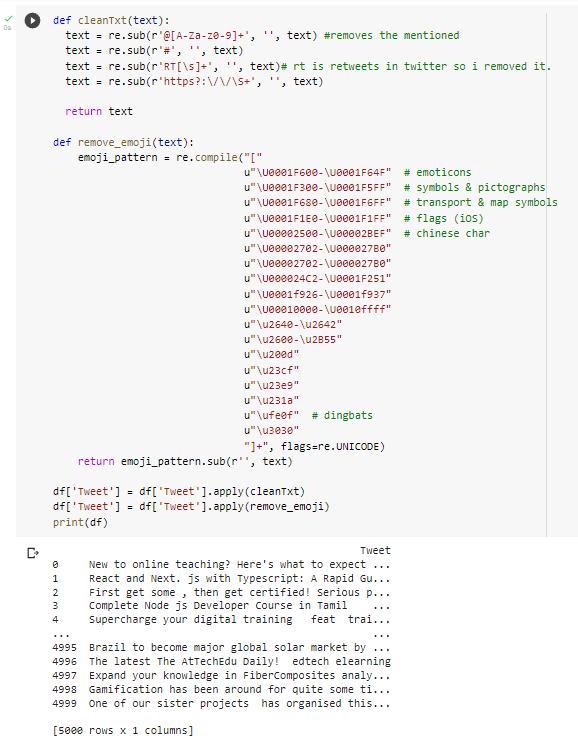 0s
def cleanTxt(text):
text = re.sub(r'@[A-Za-z0-9]+', '', text) #removes the mentioned
text = re.sub(r'#', '', text)
text = re.sub(r'RT[\s]+', '', text)# rt is retweets in twitter so i removed it.
text = re.sub(r'https?:\/\/\S+', '', text)
return text
def remove_emoji(text):
emoji_pattern = re.compile("["
u"\U0001F600-\U0001F64F"  # emoticons
u"\U0001F300-\U0001F5FF"  # symbols & pictographs
u"\U0001F680-\U0001F6FF"  # transport & map symbols
u"\U0001F1E0-\U0001F1FF"  # flags (iOS)
u"\U00002500-\U00002BEF"  # chinese char
u"\U00002702-\U000027B0"
u"\U00002702-\U000027B0"
u"\U000024C2-\U0001F251"
u"\U0001f926-\U0001f937"
u"\U00010000-\U0010ffff"
u"\u2640-\u2642"
u"\u2600-\u2B55"
u"\u200d"
u"\u23cf"
u"\u23e9"
u"\u231a"
u"\ufe0f"  # dingbats
u"\u3030"
"]+", flags=re.UNICODE)
return emoji_pattern.sub(r'', text)
df['Tweet'] = df['Tweet'].apply(cleanTxt)
df['Tweet'] = df['Tweet'].apply(remove_emoji)
print(df)
Tweet
0 New to online teaching? Here's what to expect ...
1 React and Next. js with Typescript: A Rapid Gu...
2 First get some , then get certified! Serious p...
3 Complete Node js Developer Course in Tamil ...
4 Supercharge your digital training feat trai...
... ...
4995 Brazil to become major global solar market by ...
4996 The latest The AtTechEdu Daily! edtech elearning
4997 Expand your knowledge in FiberComposites analy...
4998 Gamification has been around for quite some ti...
4999 One of our sister projects has organised this...
[5000 rows x 1 columns]